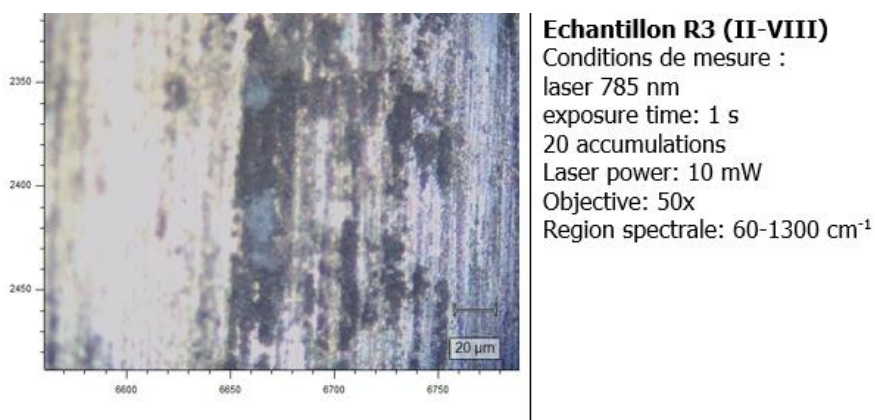 Echantillon R3 (II-VIII)
Conditions de mesure :
laser 785 nm
exposure time: 1 s
20 accumulations
Laser power: 10 mW
Objective: 50x
Region spectrale: 60-1300 cm⁻¹
2350
2400
2450
20 µm
6600 6650 6700 6750